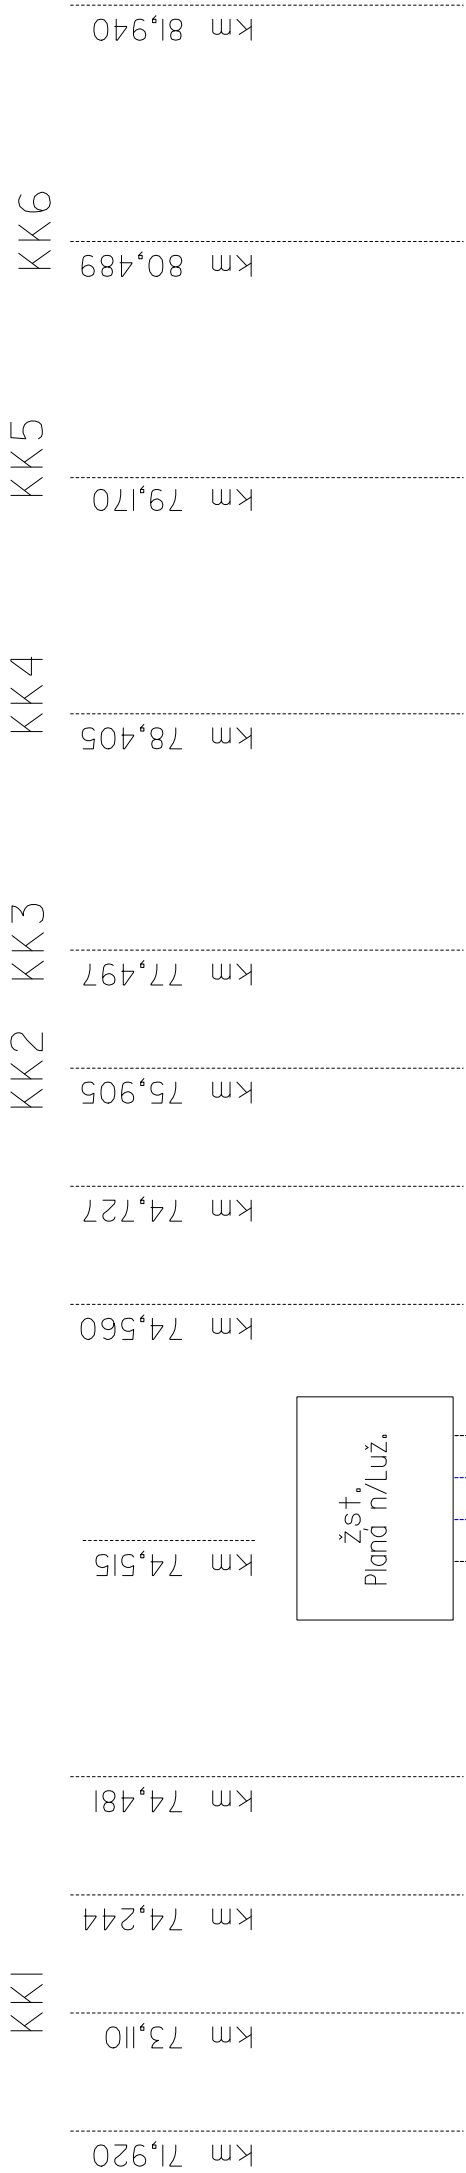 km 81,940
KK6
km 80,489
KK5
km 79,170
KK4
km 78,405
KK3
km 77,497
KK2
km 75,905
km 74,727
km 74,560
Žst.
Planá n/Luž.
km 74,515
km 74,481
km 74,244
KK1
km 73,110
km 71,920